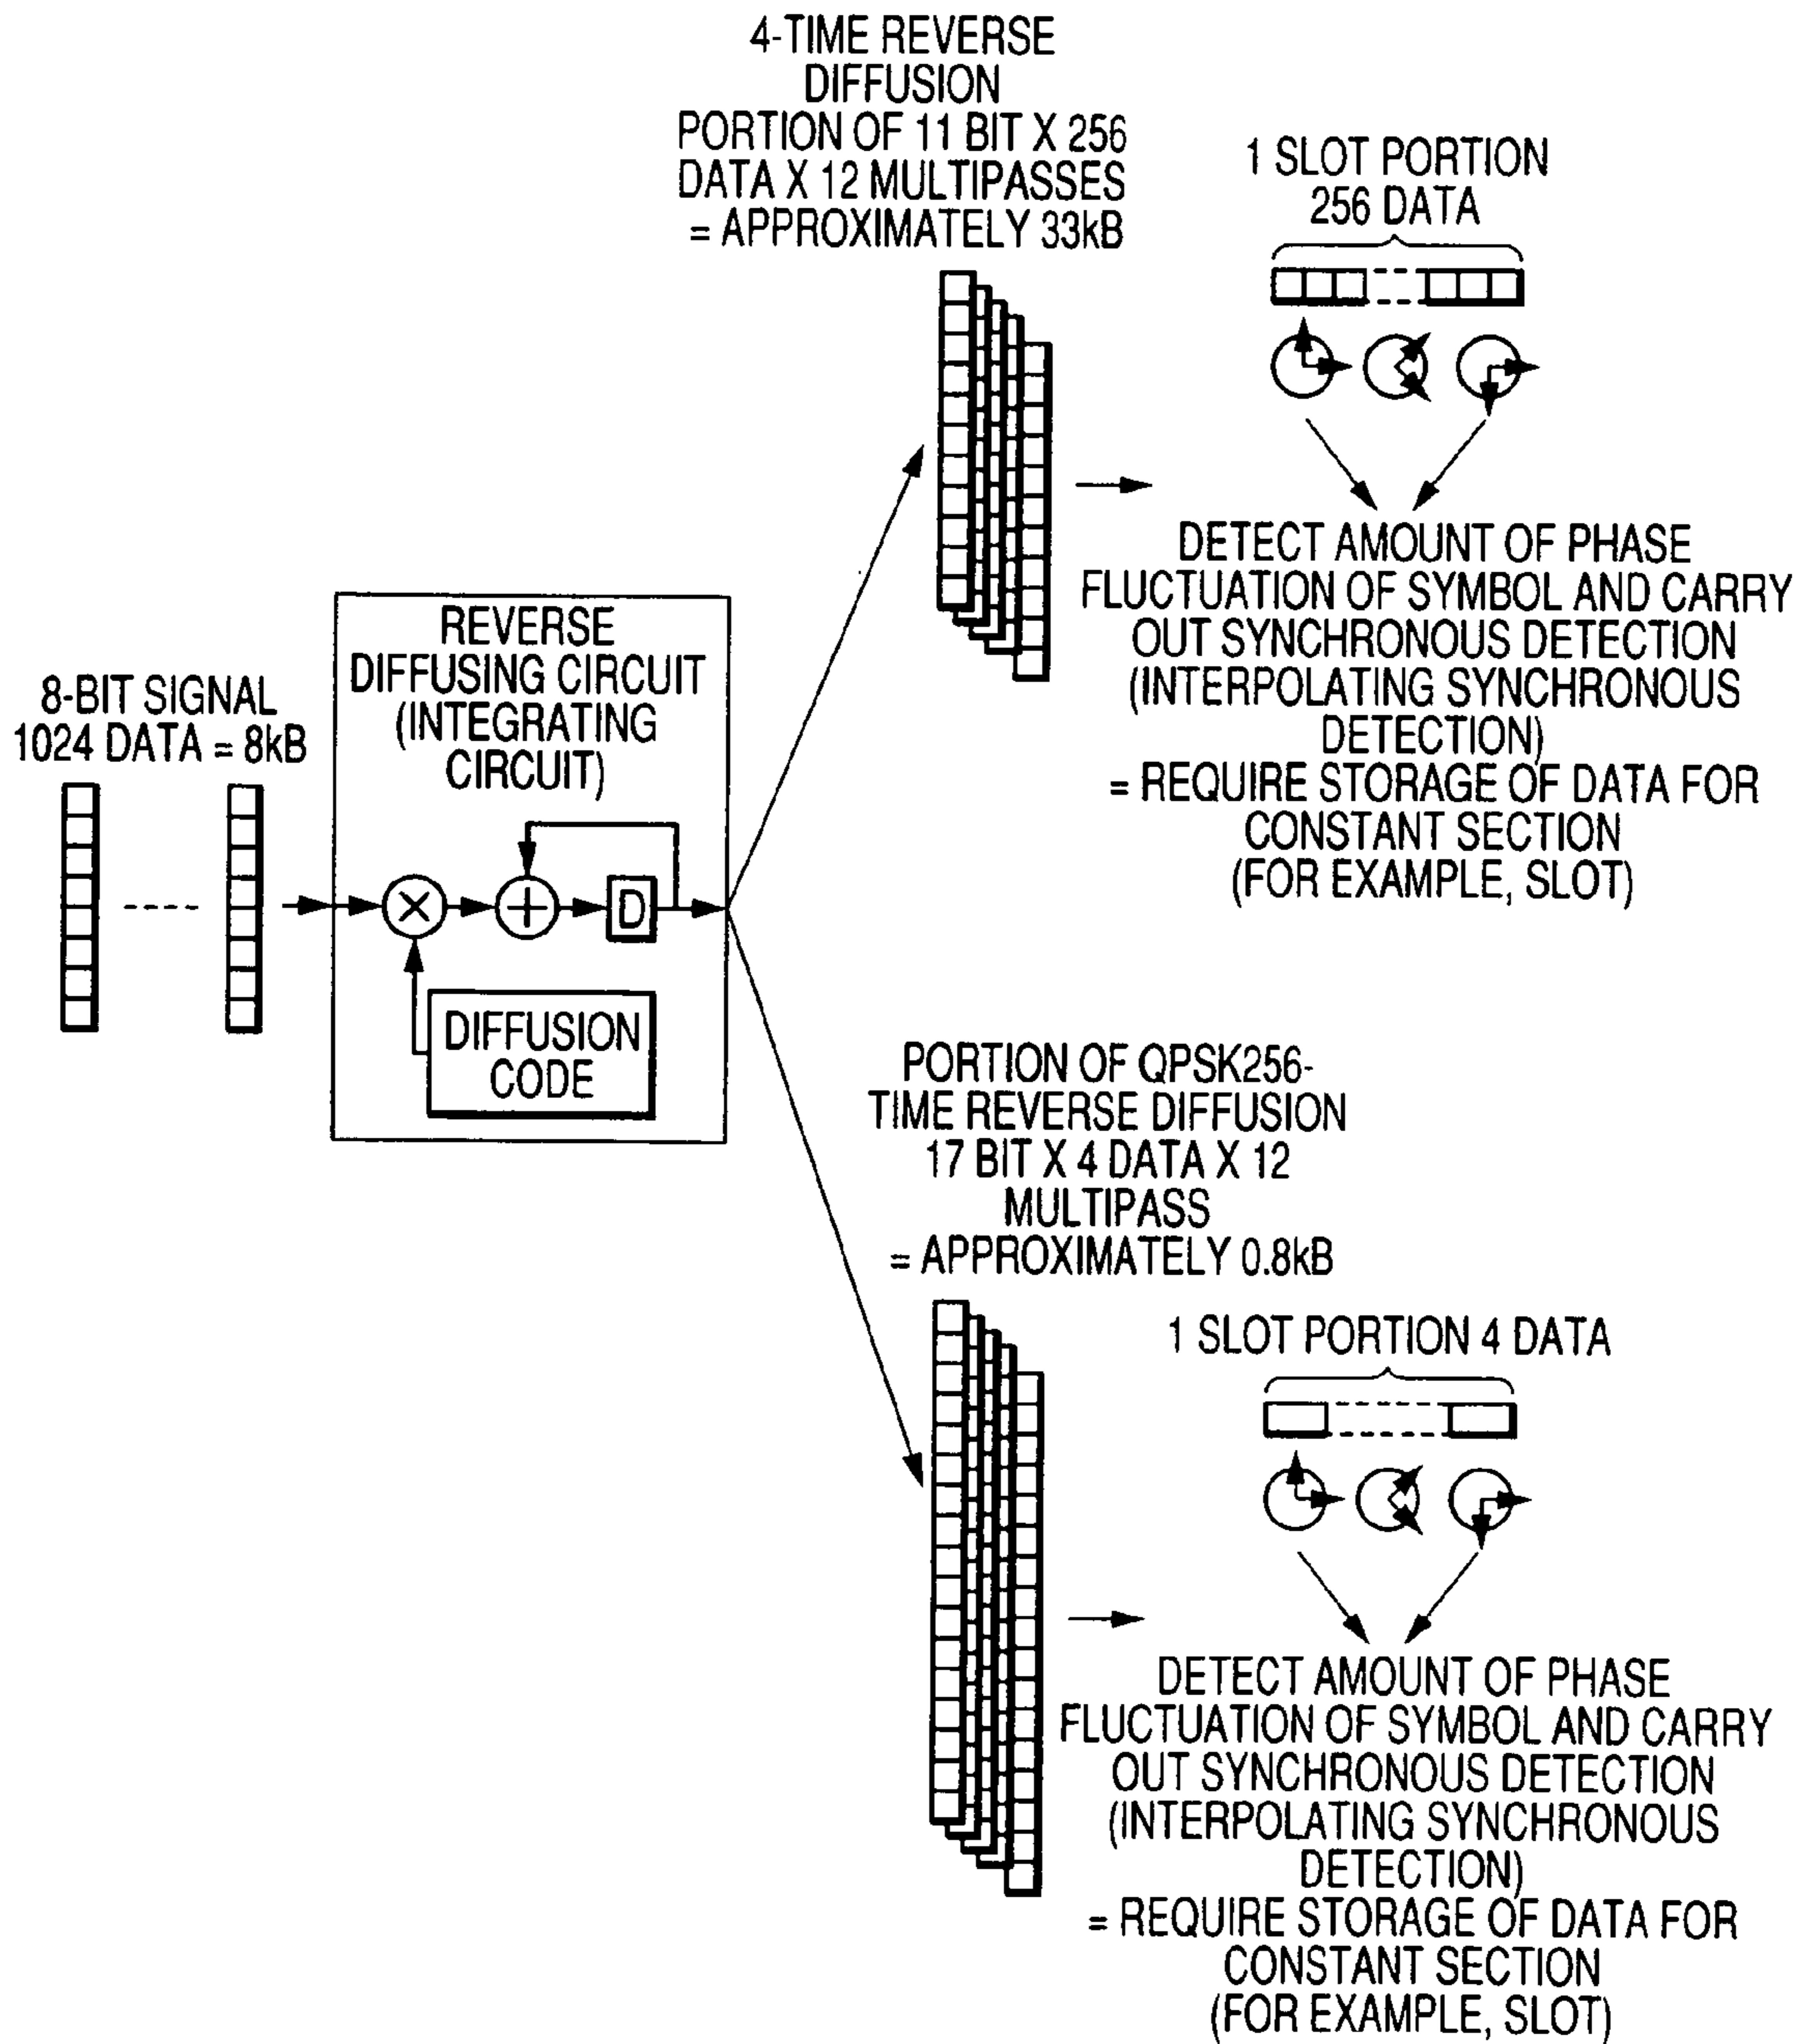 4-TIME REVERSE
DIFFUSION
PORTION OF 11 BIT X 256
DATA X 12 MULTIPASSES
= APPROXIMATELY 33kB
1 SLOT PORTION
256 DATA
DETECT AMOUNT OF PHASE
FLUCTUATION OF SYMBOL AND CARRY
OUT SYNCHRONOUS DETECTION
(INTERPOLATING SYNCHRONOUS
DETECTION)
= REQUIRE STORAGE OF DATA FOR
CONSTANT SECTION
(FOR EXAMPLE, SLOT)
8-BIT SIGNAL
1024 DATA = 8kB
REVERSE
DIFFUSING CIRCUIT
(INTEGRATING
CIRCUIT)
D
DIFFUSION
CODE
PORTION OF QPSK256-
TIME REVERSE DIFFUSION
17 BIT X 4 DATA X 12
MULTIPASS
= APPROXIMATELY 0.8kB
1 SLOT PORTION 4 DATA
DETECT AMOUNT OF PHASE
FLUCTUATION OF SYMBOL AND CARRY
OUT SYNCHRONOUS DETECTION
(INTERPOLATING SYNCHRONOUS
DETECTION)
= REQUIRE STORAGE OF DATA FOR
CONSTANT SECTION
(FOR EXAMPLE, SLOT)